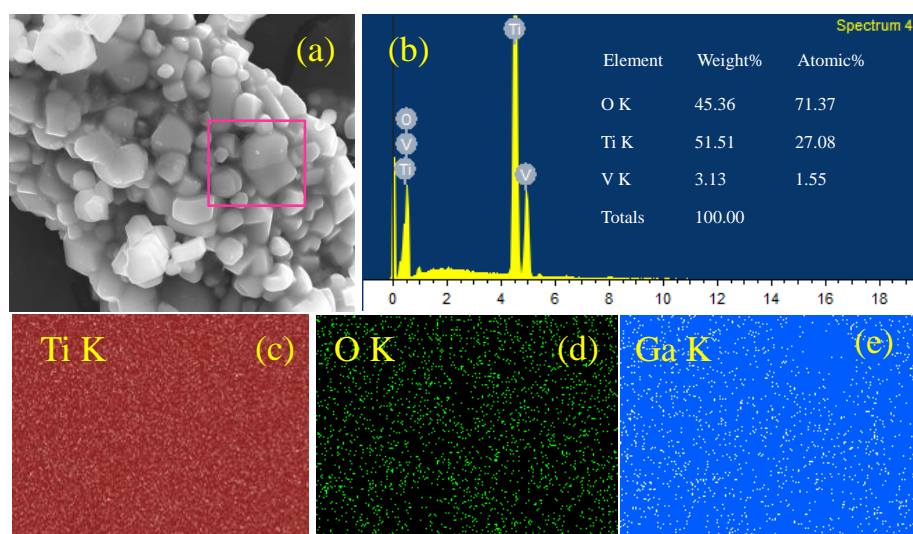 (a)
(b)
Spectrum 4
Ti
O
V
Ti
V
Element Weight% Atomic%
O K 45.36 71.37
Ti K 51.51 27.08
V K 3.13 1.55
Totals 100.00
0 2 4 6 8 10 12 14 16 18
Ti K (c)
O K (d)
Ga K (e)